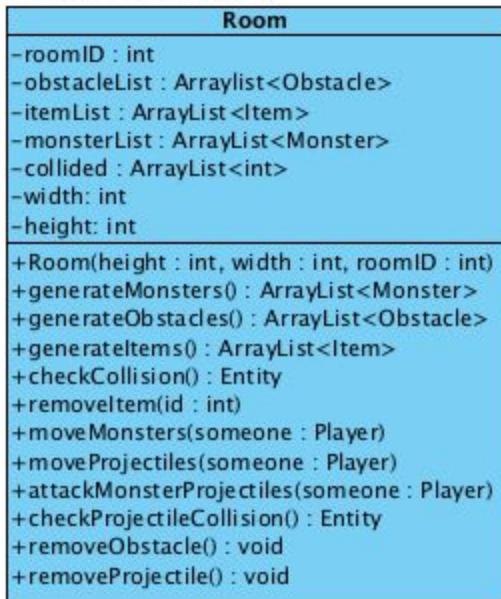 Room
-roomID : int
-obstacleList : Arraylist<Obstacle>
-itemList : ArrayList<Item>
-monsterList : ArrayList<Monster>
-collided : ArrayList<int>
-width: int
-height: int
+Room(height : int, width : int, roomID : int)
+generateMonsters() : ArrayList<Monster>
+generateObstacles() : ArrayList<Obstacle>
+generateItems() : ArrayList<Item>
+checkCollision() : Entity
+removeItem(id : int)
+moveMonsters(someone : Player)
+moveProjectiles(someone : Player)
+attackMonsterProjectiles(someone : Player)
+checkProjectileCollision() : Entity
+removeObstacle() : void
+removeProjectile() : void